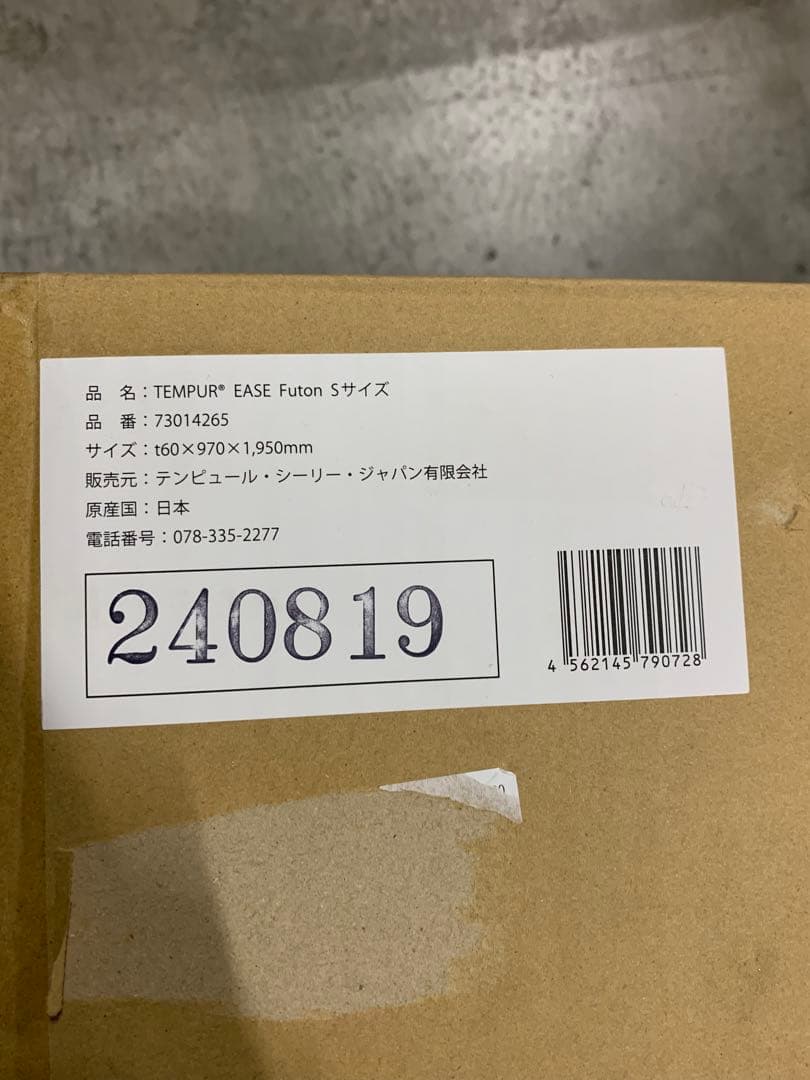 品　名：TEMPUR® EASE Futon Sサイズ
品　番：73014265
サイズ：t60×970×1,950mm
販売元：テンピュール・シーリー・ジャパン有限会社
原産国：日本
電話番号：078-335-2277
240819
4 562145 790728